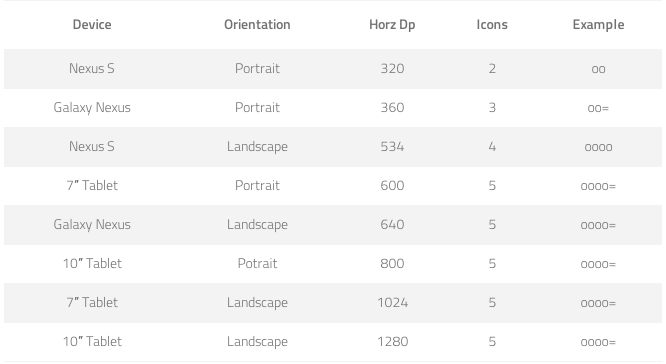 Device Orientation Horz Dp Icons Example
Nexus S Portrait 320 2 oo
Galaxy Nexus Portrait 360 3 oo=
Nexus S Landscape 534 4 oooo
7″ Tablet Portrait 600 5 oooo=
Galaxy Nexus Landscape 640 5 oooo=
10″ Tablet Potrait 800 5 oooo=
7″ Tablet Landscape 1024 5 oooo=
10″ Tablet Landscape 1280 5 oooo=